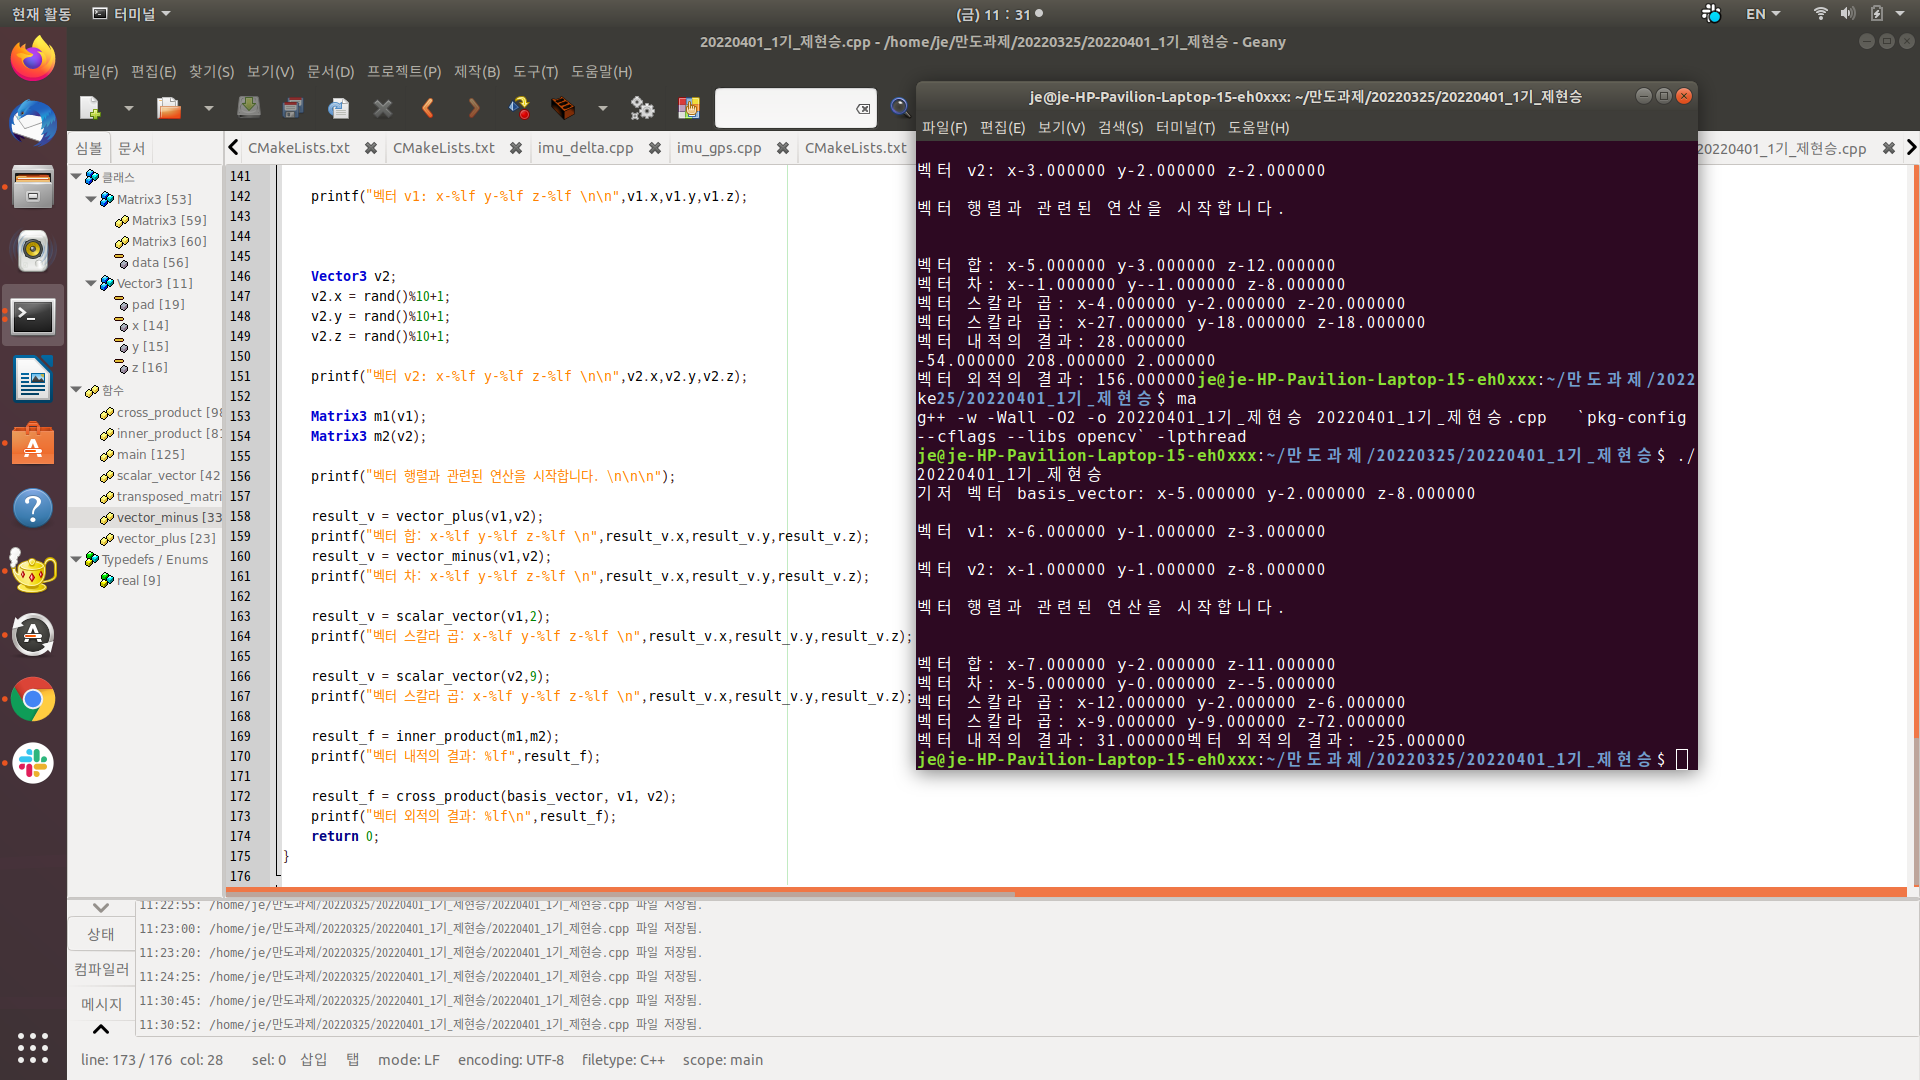 현재 활동
터미널
(금) 11 : 31
EN
20220401_1기_제현승.cpp - /home/je/만도과제/20220325/20220401_1기_제현승 - Geany
파일(F) 편집(E) 찾기(S) 보기(V) 문서(D) 프로젝트(P) 제작(B) 도구(T) 도움말(H)
심볼 문서
CMakeLists.txt CMakeLists.txt imu_delta.cpp imu_gps.cpp CMakeLists.txt 20220401_1기_제현승.cpp
클래스
Matrix3 [53]
Matrix3 [59]
Matrix3 [60]
data [56]
Vector3 [11]
pad [19]
x [14]
y [15]
z [16]
함수
cross_product [98
inner_product [81
main [125]
scalar_vector [42
transposed_matri
vector_minus [33
vector_plus [23]
Typedefs / Enums
real [9]
141
142 printf("벡터 v1: x-%lf y-%lf z-%lf \n\n",v1.x,v1.y,v1.z);
143
144
145
146 Vector3 v2;
147 v2.x = rand()%10+1;
148 v2.y = rand()%10+1;
149 v2.z = rand()%10+1;
150
151 printf("벡터 v2: x-%lf y-%lf z-%lf \n\n",v2.x,v2.y,v2.z);
152
153 Matrix3 m1(v1);
154 Matrix3 m2(v2);
155
156 printf("벡터 행렬과 관련된 연산을 시작합니다. \n\n\n");
157
158 result_v = vector_plus(v1,v2);
159 printf("벡터 합: x-%lf y-%lf z-%lf \n",result_v.x,result_v.y,result_v.z);
160 result_v = vector_minus(v1,v2);
161 printf("벡터 차: x-%lf y-%lf z-%lf \n",result_v.x,result_v.y,result_v.z);
162
163 result_v = scalar_vector(v1,2);
164 printf("벡터 스칼라 곱: x-%lf y-%lf z-%lf \n",result_v.x,result_v.y,result_v.z);
165
166 result_v = scalar_vector(v2,9);
167 printf("벡터 스칼라 곱: x-%lf y-%lf z-%lf \n",result_v.x,result_v.y,result_v.z);
168
169 result_f = inner_product(m1,m2);
170 printf("벡터 내적의 결과: %lf",result_f);
171
172 result_f = cross_product(basis_vector, v1, v2);
173 printf("벡터 외적의 결과: %lf\n",result_f);
174 return 0;
175 }
176
je@je-HP-Pavilion-Laptop-15-eh0xxx: ~/만도과제/20220325/20220401_1기_제현승
파일(F) 편집(E) 보기(V) 검색(S) 터미널(T) 도움말(H)
벡터 v2: x-3.000000 y-2.000000 z-2.000000
벡터 행렬과 관련된 연산을 시작합니다.
벡터 합: x-5.000000 y-3.000000 z-12.000000
벡터 차: x--1.000000 y--1.000000 z-8.000000
벡터 스칼라 곱: x-4.000000 y-2.000000 z-20.000000
벡터 스칼라 곱: x-27.000000 y-18.000000 z-18.000000
벡터 내적의 결과: 28.000000
-54.000000 208.000000 2.000000
벡터 외적의 결과: 156.000000je@je-HP-Pavilion-Laptop-15-eh0xxx:~/만도과제/2022
ke25/20220401_1기_제현승$ ma
g++ -w -Wall -O2 -o 20220401_1기_제현승 20220401_1기_제현승.cpp `pkg-config
--cflags --libs opencv` -lpthread
je@je-HP-Pavilion-Laptop-15-eh0xxx:~/만도과제/20220325/20220401_1기_제현승$ ./
20220401_1기_제현승
기저 벡터 basis_vector: x-5.000000 y-2.000000 z-8.000000
벡터 v1: x-6.000000 y-1.000000 z-3.000000
벡터 v2: x-1.000000 y-1.000000 z-8.000000
벡터 행렬과 관련된 연산을 시작합니다.
벡터 합: x-7.000000 y-2.000000 z-11.000000
벡터 차: x-5.000000 y-0.000000 z--5.000000
벡터 스칼라 곱: x-12.000000 y-2.000000 z-6.000000
벡터 스칼라 곱: x-9.000000 y-9.000000 z-72.000000
벡터 내적의 결과: 31.000000벡터 외적의 결과: -25.000000
je@je-HP-Pavilion-Laptop-15-eh0xxx:~/만도과제/20220325/20220401_1기_제현승$
상태
컴파일러
메시지
11:22:55: /home/je/만도과제/20220325/20220401_1기_제현승/20220401_1기_제현승.cpp 파일 저장됨.
11:23:00: /home/je/만도과제/20220325/20220401_1기_제현승/20220401_1기_제현승.cpp 파일 저장됨.
11:23:20: /home/je/만도과제/20220325/20220401_1기_제현승/20220401_1기_제현승.cpp 파일 저장됨.
11:24:25: /home/je/만도과제/20220325/20220401_1기_제현승/20220401_1기_제현승.cpp 파일 저장됨.
11:30:45: /home/je/만도과제/20220325/20220401_1기_제현승/20220401_1기_제현승.cpp 파일 저장됨.
11:30:52: /home/je/만도과제/20220325/20220401_1기_제현승/20220401_1기_제현승.cpp 파일 저장됨.
line: 173 / 176 col: 28 sel: 0 삽입 탭 mode: LF encoding: UTF-8 filetype: C++ scope: main